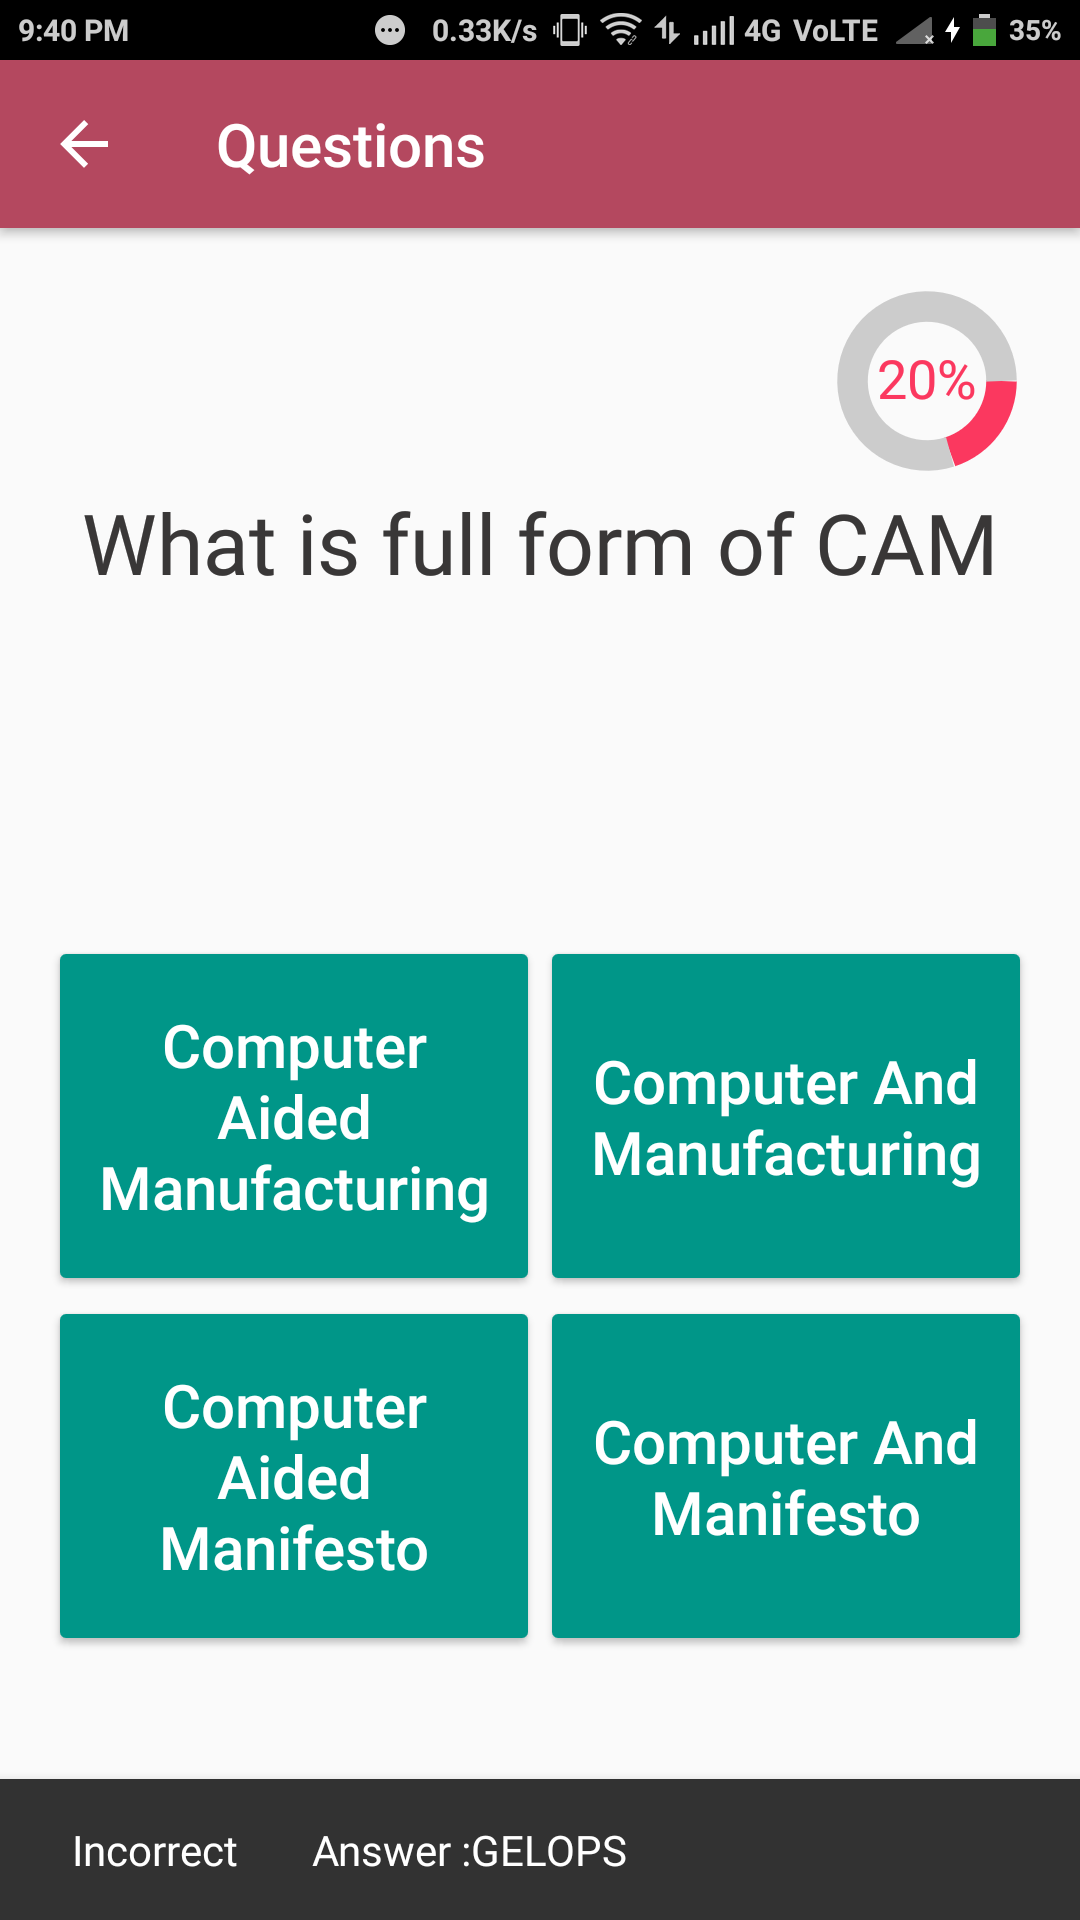 9:40 PM 0.33K/s 4G VoLTE 35%
Questions
20%
What is full form of CAM
Computer
Aided
Manufacturing
Computer And
Manufacturing
Computer
Aided
Manifesto
Computer And
Manifesto
Incorrect Answer :GELOPS